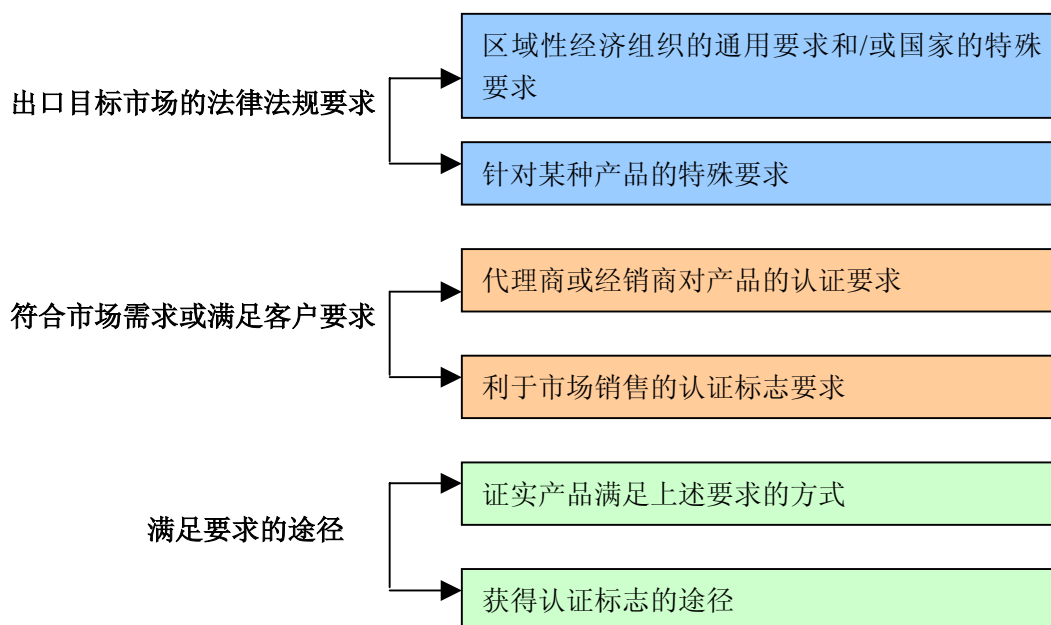 出口目标市场的法律法规要求
区域性经济组织的通用要求和/或国家的特殊
要求
针对某种产品的特殊要求
符合市场需求或满足客户要求
代理商或经销商对产品的认证要求
利于市场销售的认证标志要求
满足要求的途径
证实产品满足上述要求的方式
获得认证标志的途径